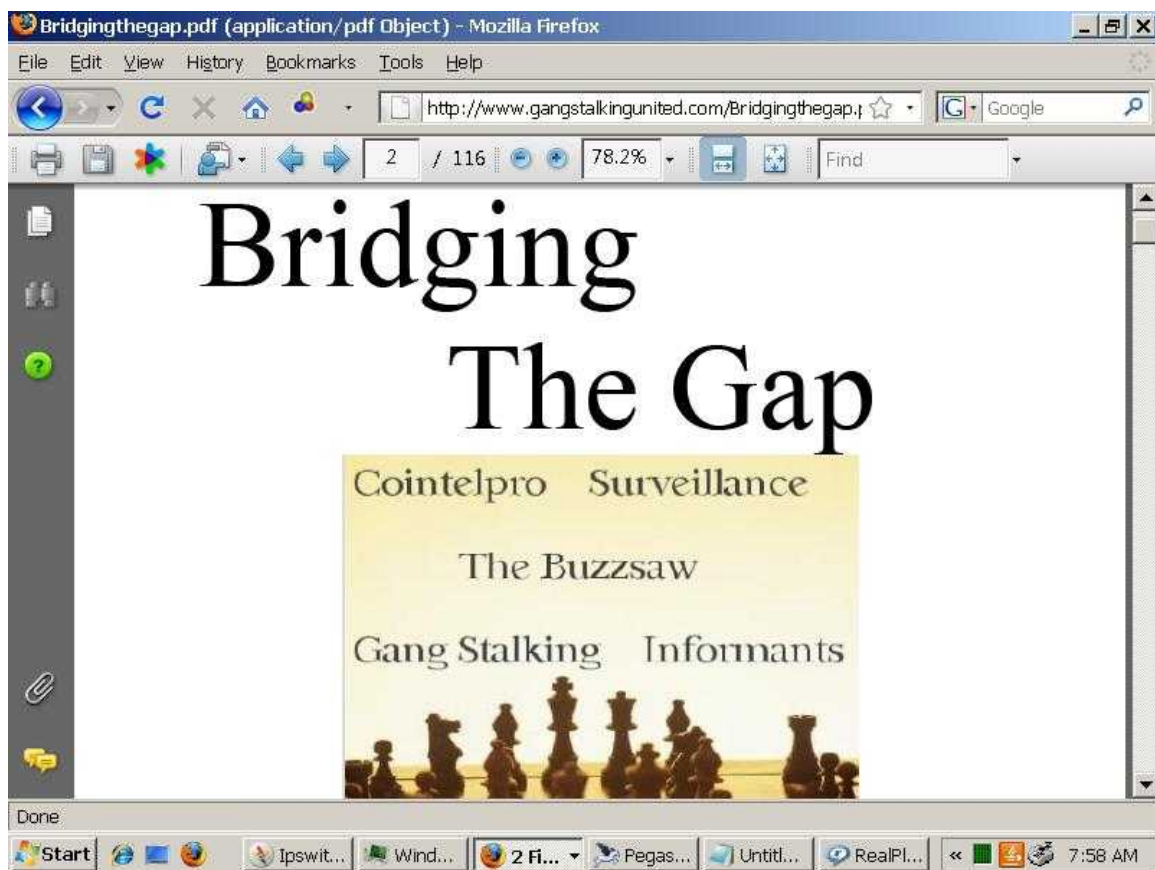 Bridgingthegap.pdf (application/pdf Object) - Mozilla Firefox
File Edit View History Bookmarks Tools Help
http://www.gangstalkingunited.com/Bridgingthegap.p
G Google
2 / 116 78.2% Find
Bridging
The Gap
Cointelpro Surveillance
The Buzzsaw
Gang Stalking Informants
Done
Start Ipswit... Wind... 2 Fi... Pegas... Untitl... RealPl... « 7:58 AM